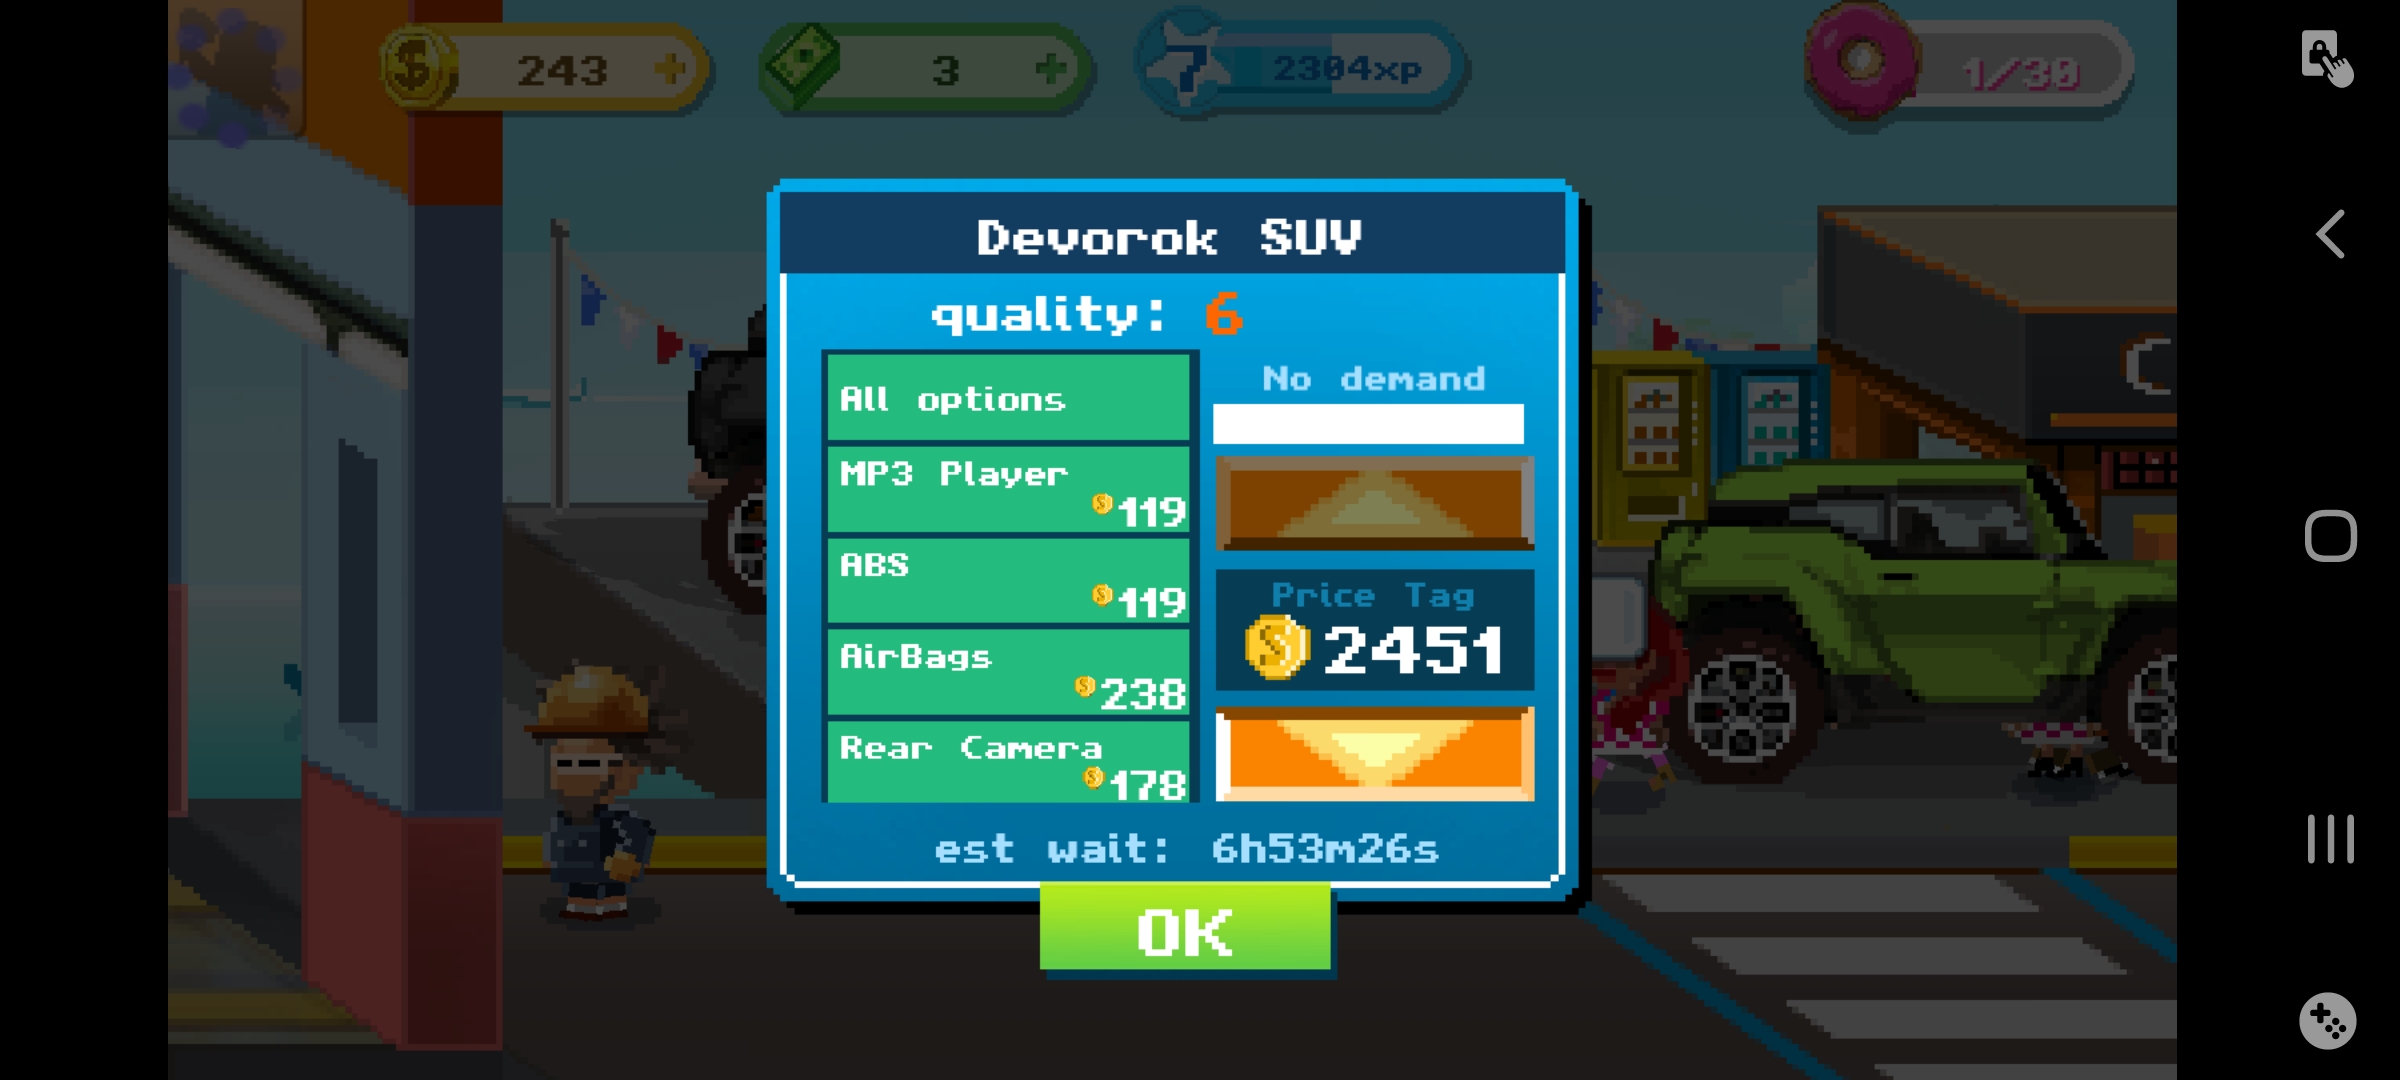 243
3
7
2304xp
1/30
Devorok SUV
quality: 6
All options
MP3 Player
119
ABS
119
AirBags
238
Rear Camera
178
No demand
Price Tag
2451
est wait: 6h53m26s
OK